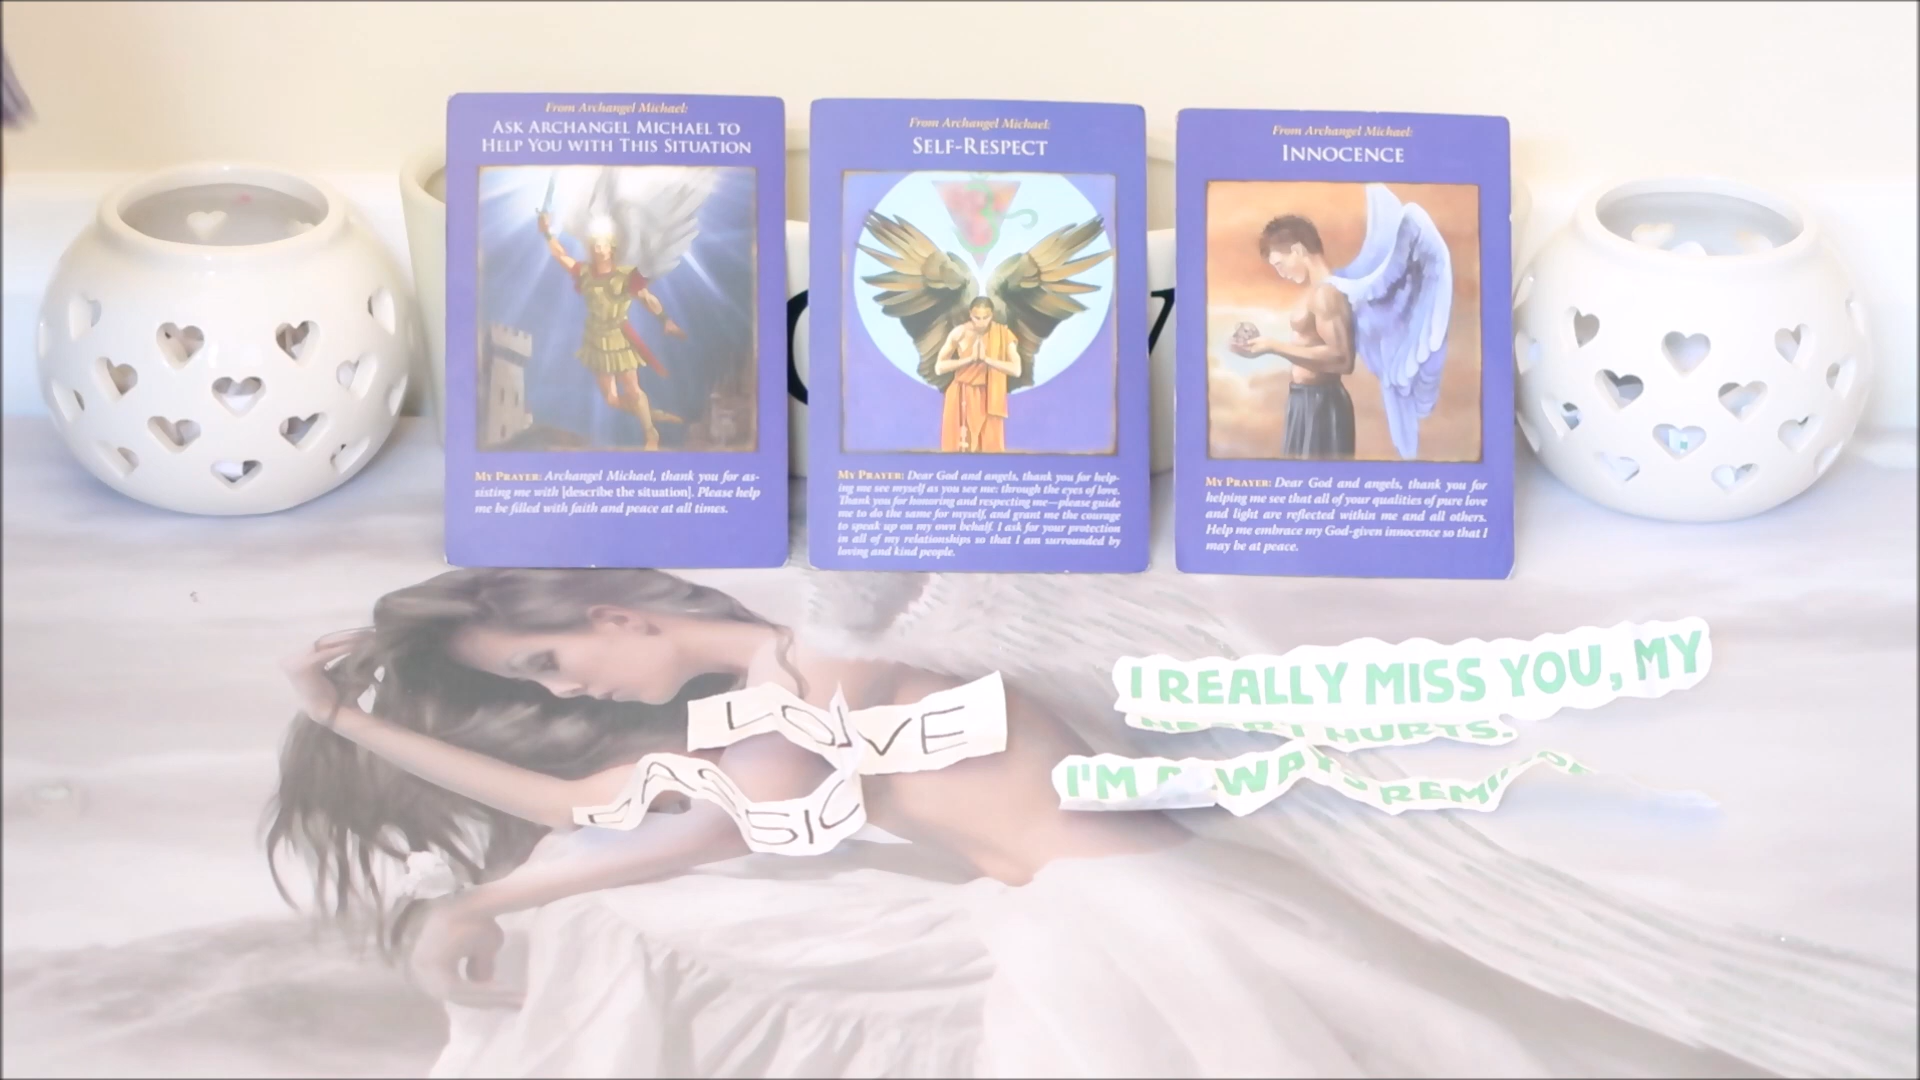 From Archangel Michael:
ASK ARCHANGEL MICHAEL TO
HELP YOU WITH THIS SITUATION
MY PRAYER: Archangel Michael, thank you for as-
sisting me with [describe the situation]. Please help
me be filled with faith and peace at all times.
From Archangel Michael:
SELF-RESPECT
MY PRAYER: Dear God and angels, thank you for help-
ing me see myself as you see me: through the eyes of love.
Thank you for honoring and respecting me—please guide
me to do the same for myself, and grant me the courage
to speak up on my own behalf. I ask for your protection
in all of my relationships so that I am surrounded by
loving and kind people.
From Archangel Michael:
INNOCENCE
MY PRAYER: Dear God and angels, thank you for
helping me see that all of your qualities of pure love
and light are reflected within me and all others.
Help me embrace my God-given innocence so that I
may be at peace.
LOVE
I REALLY MISS YOU, MY
HEART HURTS.
I'M ALWAYS